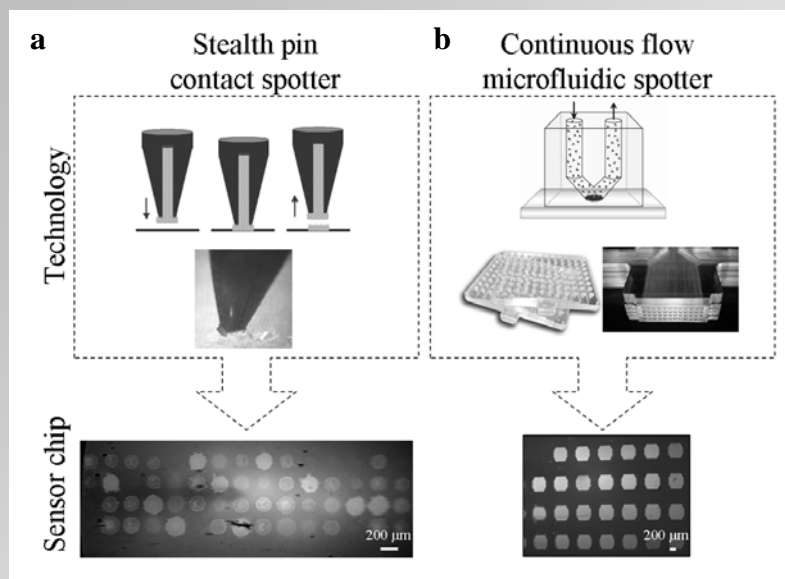 a
Stealth pin
contact spotter
b
Continuous flow
microfluidic spotter
Technology
Sensor chip
200 μm
200 μm